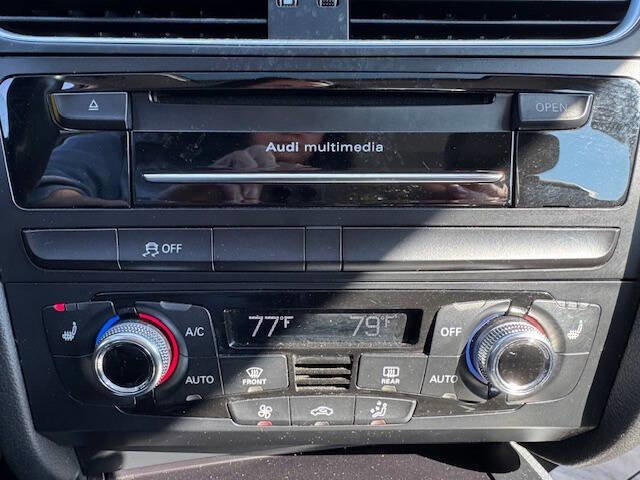 OPEN
Audi multimedia
OFF
A/C
77°F 79°F
OFF
AUTO
FRONT
REAR
AUTO